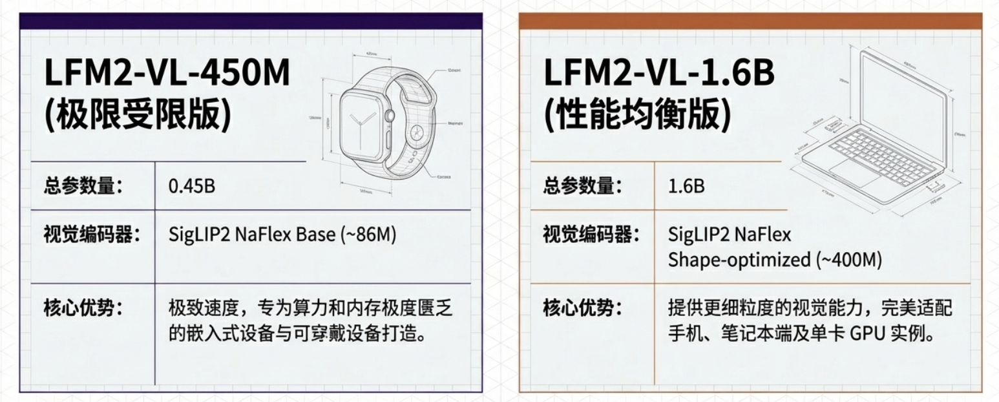 LFM2-VL-450M
(极限受限版)
总参数量：
0.45B
视觉编码器：
SigLIP2 NaFlex Base (~86M)
核心优势：
极致速度，专为算力和内存极度匮乏
的嵌入式设备与可穿戴设备打造。
LFM2-VL-1.6B
(性能均衡版)
总参数量：
1.6B
视觉编码器：
SigLIP2 NaFlex
Shape-optimized (~400M)
核心优势：
提供更细粒度的视觉能力，完美适配
手机、笔记本端及单卡 GPU 实例。